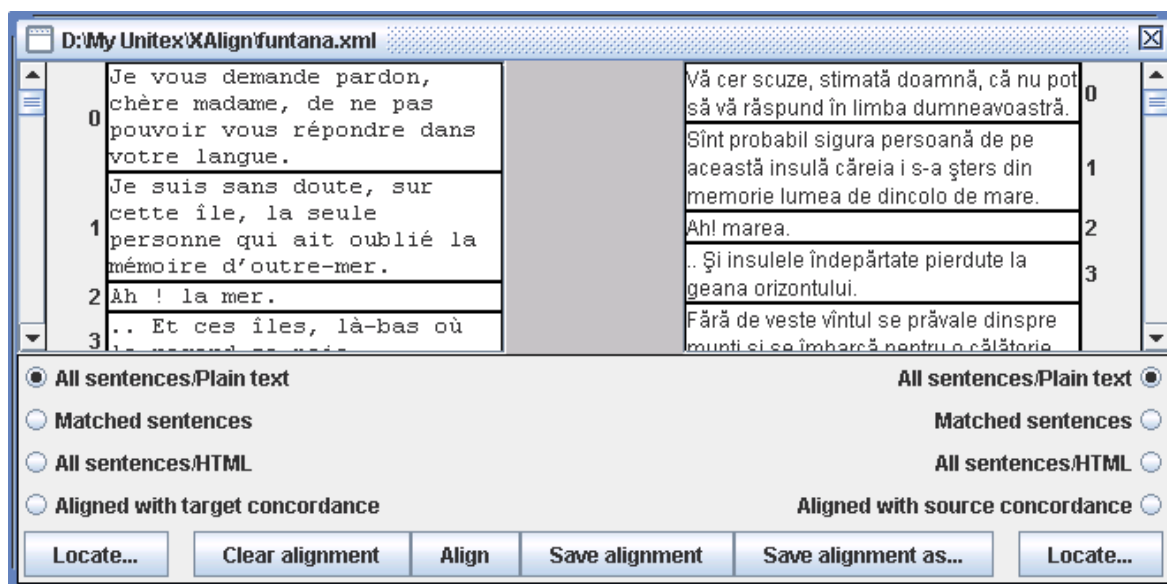 D:\My Unitex\XAlign\funtana.xml
0
Je vous demande pardon,
chère madame, de ne pas
pouvoir vous répondre dans
votre langue.
1
Je suis sans doute, sur
cette île, la seule
personne qui ait oublié la
mémoire d’outre-mer.
2
Ah ! la mer.
3
.. Et ces îles, là-bas où
Vă cer scuze, stimată doamnă, că nu pot
să vă răspund în limba dumneavoastră.
0
Sînt probabil sigura persoană de pe
această insulă căreia i s-a şters din
memorie lumea de dincolo de mare.
1
Ah! marea.
2
.. Şi insulele îndepărtate pierdute la
geana orizontului.
3
Fără de veste vîntul se prăvale dinspre
munţi şi se îmbarcă pentru o călătorie
All sentences/Plain text
All sentences/Plain text
Matched sentences
Matched sentences
All sentences/HTML
All sentences/HTML
Aligned with target concordance
Aligned with source concordance
Locate...
Clear alignment
Align
Save alignment
Save alignment as...
Locate...